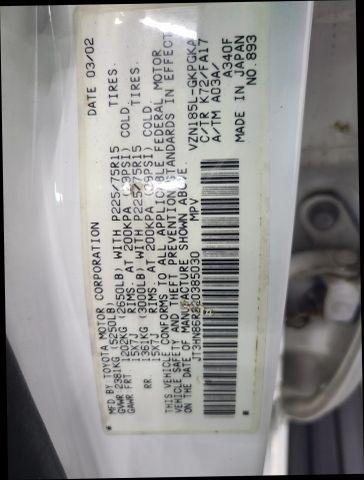 MFD BY TOYOTA MOTOR CORPORATION DATE 03/02
GVWR 2381KG (5250LB)
GAWR FRT 1202KG (2650LB) WITH P225/75R15 TIRES.
15X7J RIMS. AT 200KPA (29PSI) COLD
RR 1361KG (3000LB) WITH P225/75R15 TIRES.
15X7J RIMS. AT 200KPA (29PSI) COLD.
THIS VEHICLE CONFORMS TO ALL APPLICABLE FEDERAL MOTOR
VEHICLE SAFETY AND THEFT PREVENTION STANDARDS IN EFFECT
ON THE DATE OF MANUFACTURE SHOWN ABOVE.
JT3HN86R220385030 MPV
VZN185L-GKPGKA
C/TR K72/FA17
A/TM A03A/ A340F
MADE IN JAPAN
NO.893